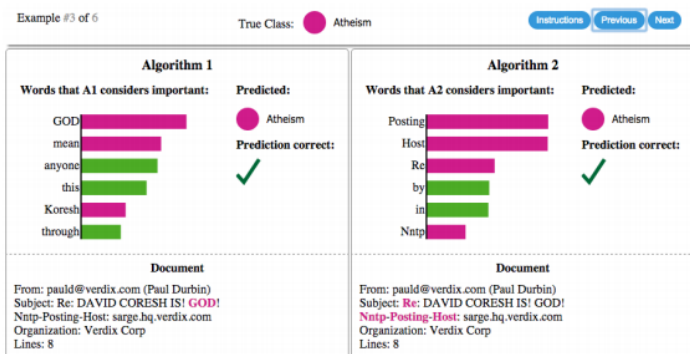 Example #3 of 6
True Class: Atheism
Instructions Previous Next
Algorithm 1
Words that A1 considers important:
Predicted:
GOD
mean
anyone
this
Koresh
through
Atheism
Prediction correct:
Document
From: pauld@verdix.com (Paul Durbin)
Subject: Re: DAVID CORESH IS! GOD!
Nntp-Posting-Host: sarge.hq.verdix.com
Organization: Verdix Corp
Lines: 8
Algorithm 2
Words that A2 considers important:
Predicted:
Posting
Host
Re
by
in
Nntp
Atheism
Prediction correct:
Document
From: pauld@verdix.com (Paul Durbin)
Subject: Re: DAVID CORESH IS! GOD!
Nntp-Posting-Host: sarge.hq.verdix.com
Organization: Verdix Corp
Lines: 8